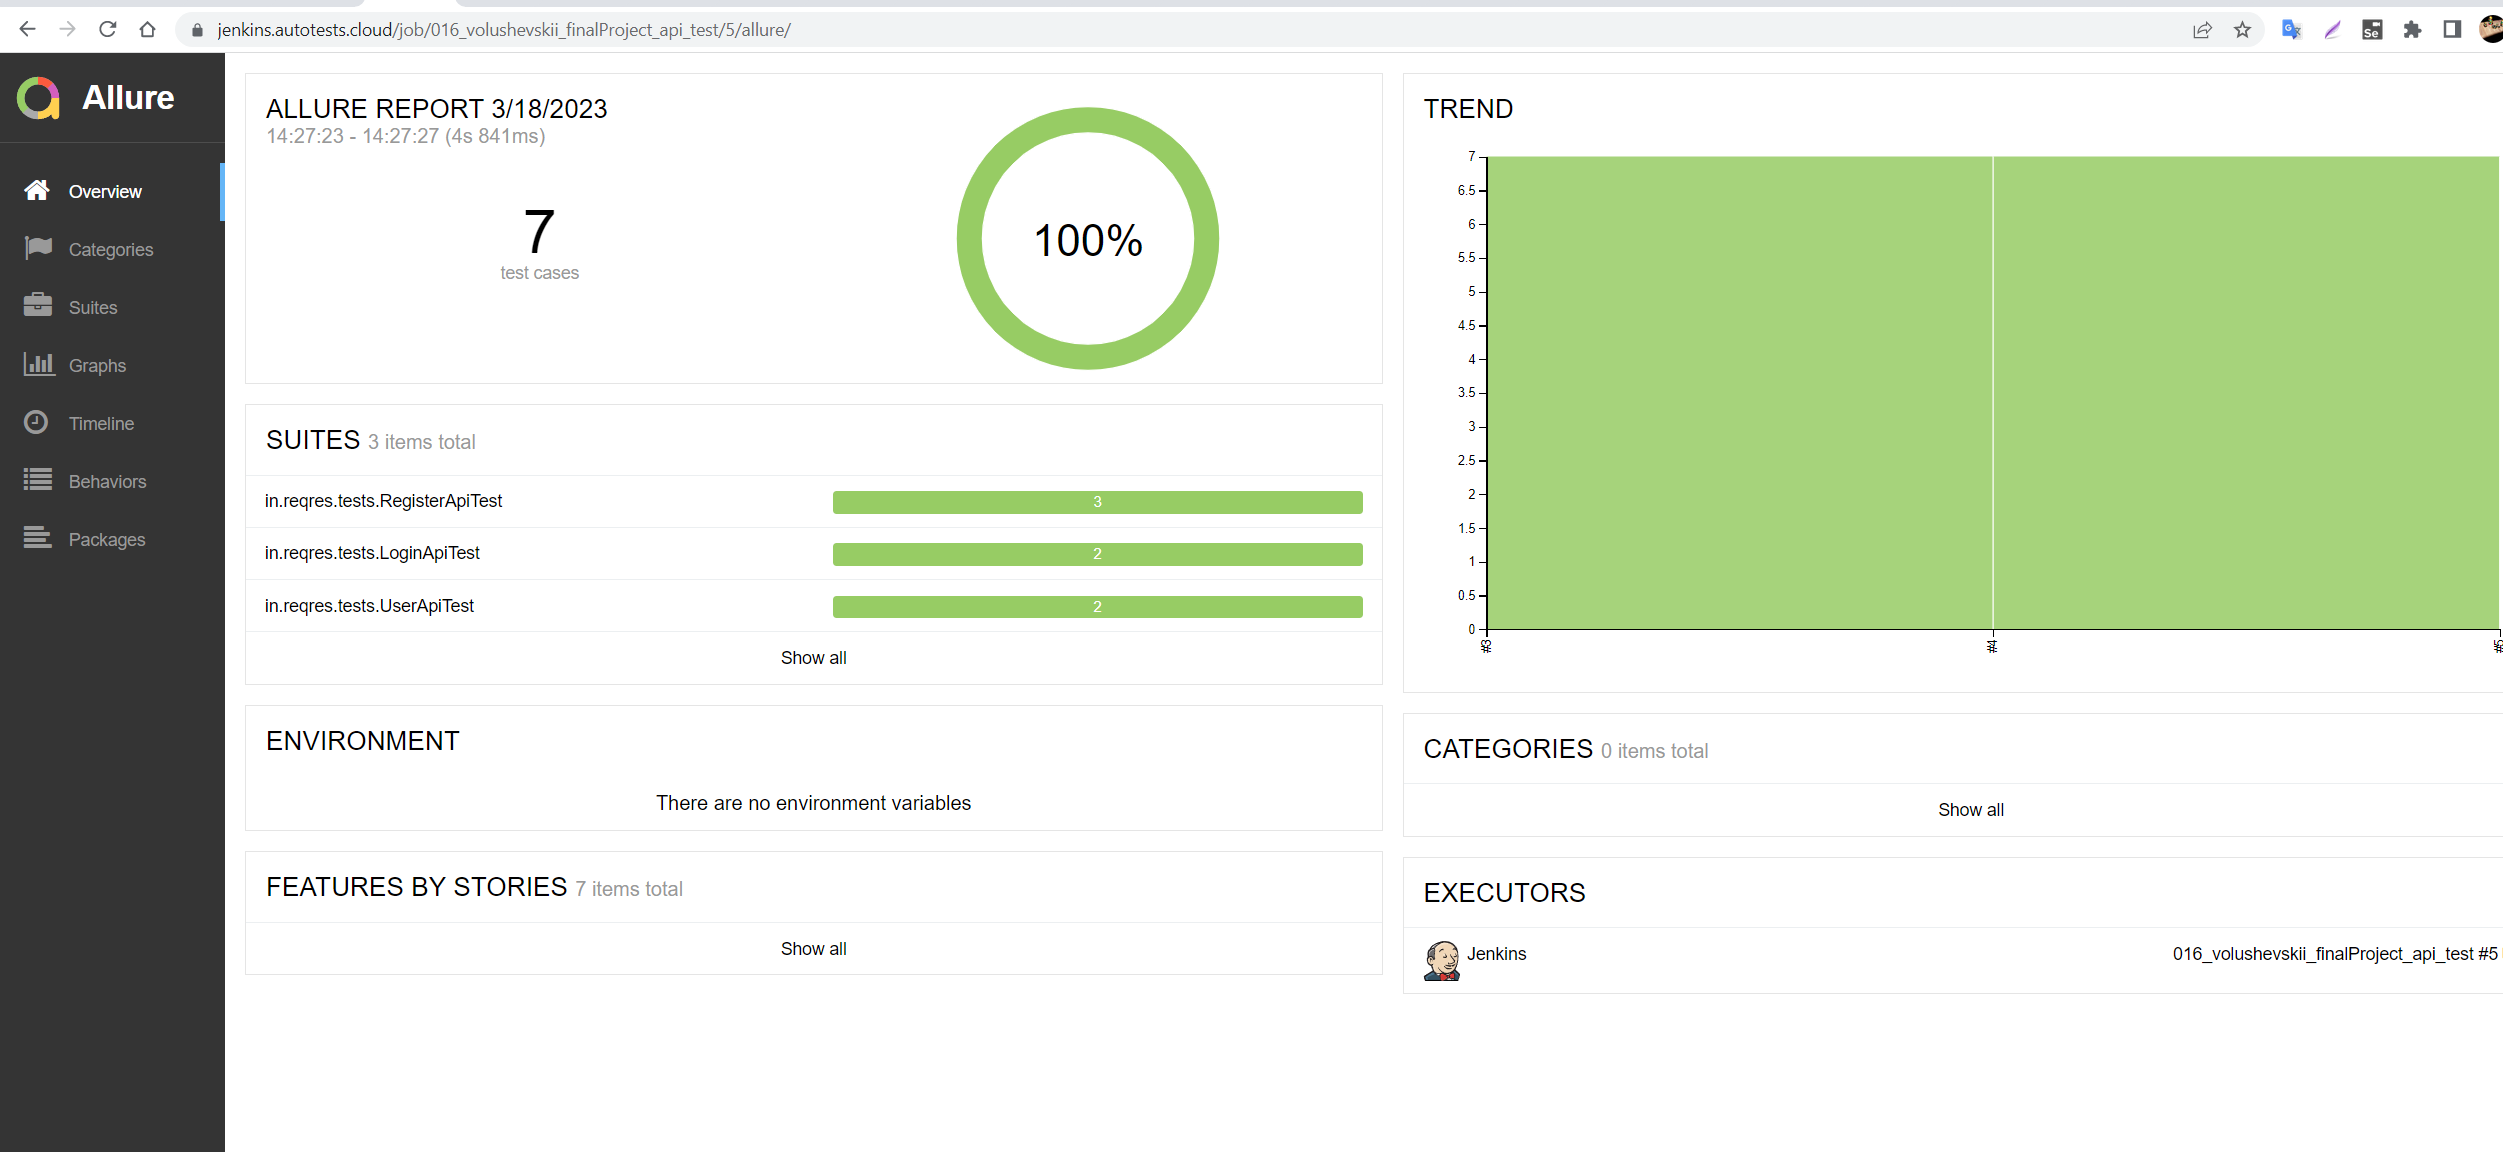 jenkins.autotests.cloud/job/016_volushevskii_finalProject_api_test/5/allure/
Se
Allure
Overview
Categories
Suites
Graphs
Timeline
Behaviors
Packages
ALLURE REPORT 3/18/2023
14:27:23 - 14:27:27 (4s 841ms)
7
test cases
100%
SUITES 3 items total
in.reqres.tests.RegisterApiTest 3
in.reqres.tests.LoginApiTest 2
in.reqres.tests.UserApiTest 2
Show all
ENVIRONMENT
There are no environment variables
FEATURES BY STORIES 7 items total
Show all
TREND
7
6.5
6
5.5
5
4.5
4
3.5
3
2.5
2
1.5
1
0.5
0
#3
#4
#5
CATEGORIES 0 items total
Show all
EXECUTORS
Jenkins
016_volushevskii_finalProject_api_test #5